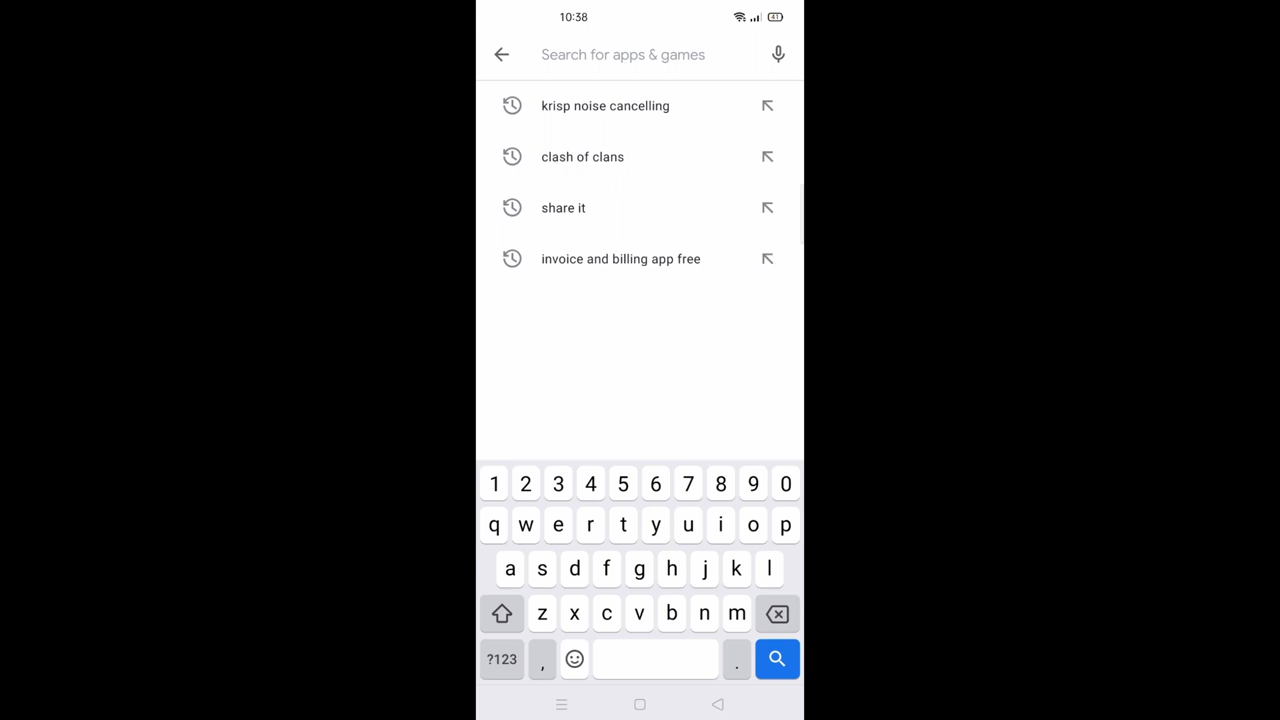 10:38
41
Search for apps & games
krisp noise cancelling
clash of clans
share it
invoice and billing app free
1 2 3 4 5 6 7 8 9 0
q w e r t y u i o p
a s d f g h j k l
z x c v b n m
?123 , .